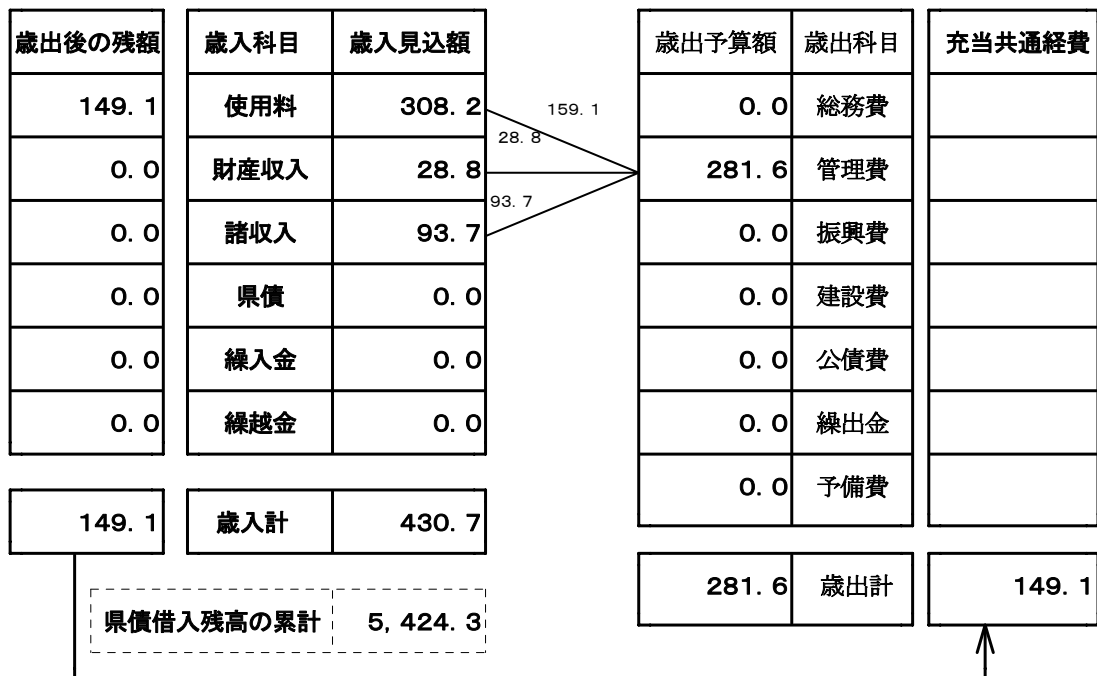 歳出後の残額 歳入科目 歳入見込額 歳出予算額 歳出科目 充当共通経費
149.1 使用料 308.2 159.1 0.0 総務費
28.8
0.0 財産収入 28.8 281.6 管理費
93.7
0.0 諸収入 93.7 0.0 振興費
0.0 県債 0.0 0.0 建設費
0.0 繰入金 0.0 0.0 公債費
0.0 繰越金 0.0 0.0 繰出金
0.0 予備費
149.1 歳入計 430.7
281.6 歳出計 149.1
県債借入残高の累計 5,424.3